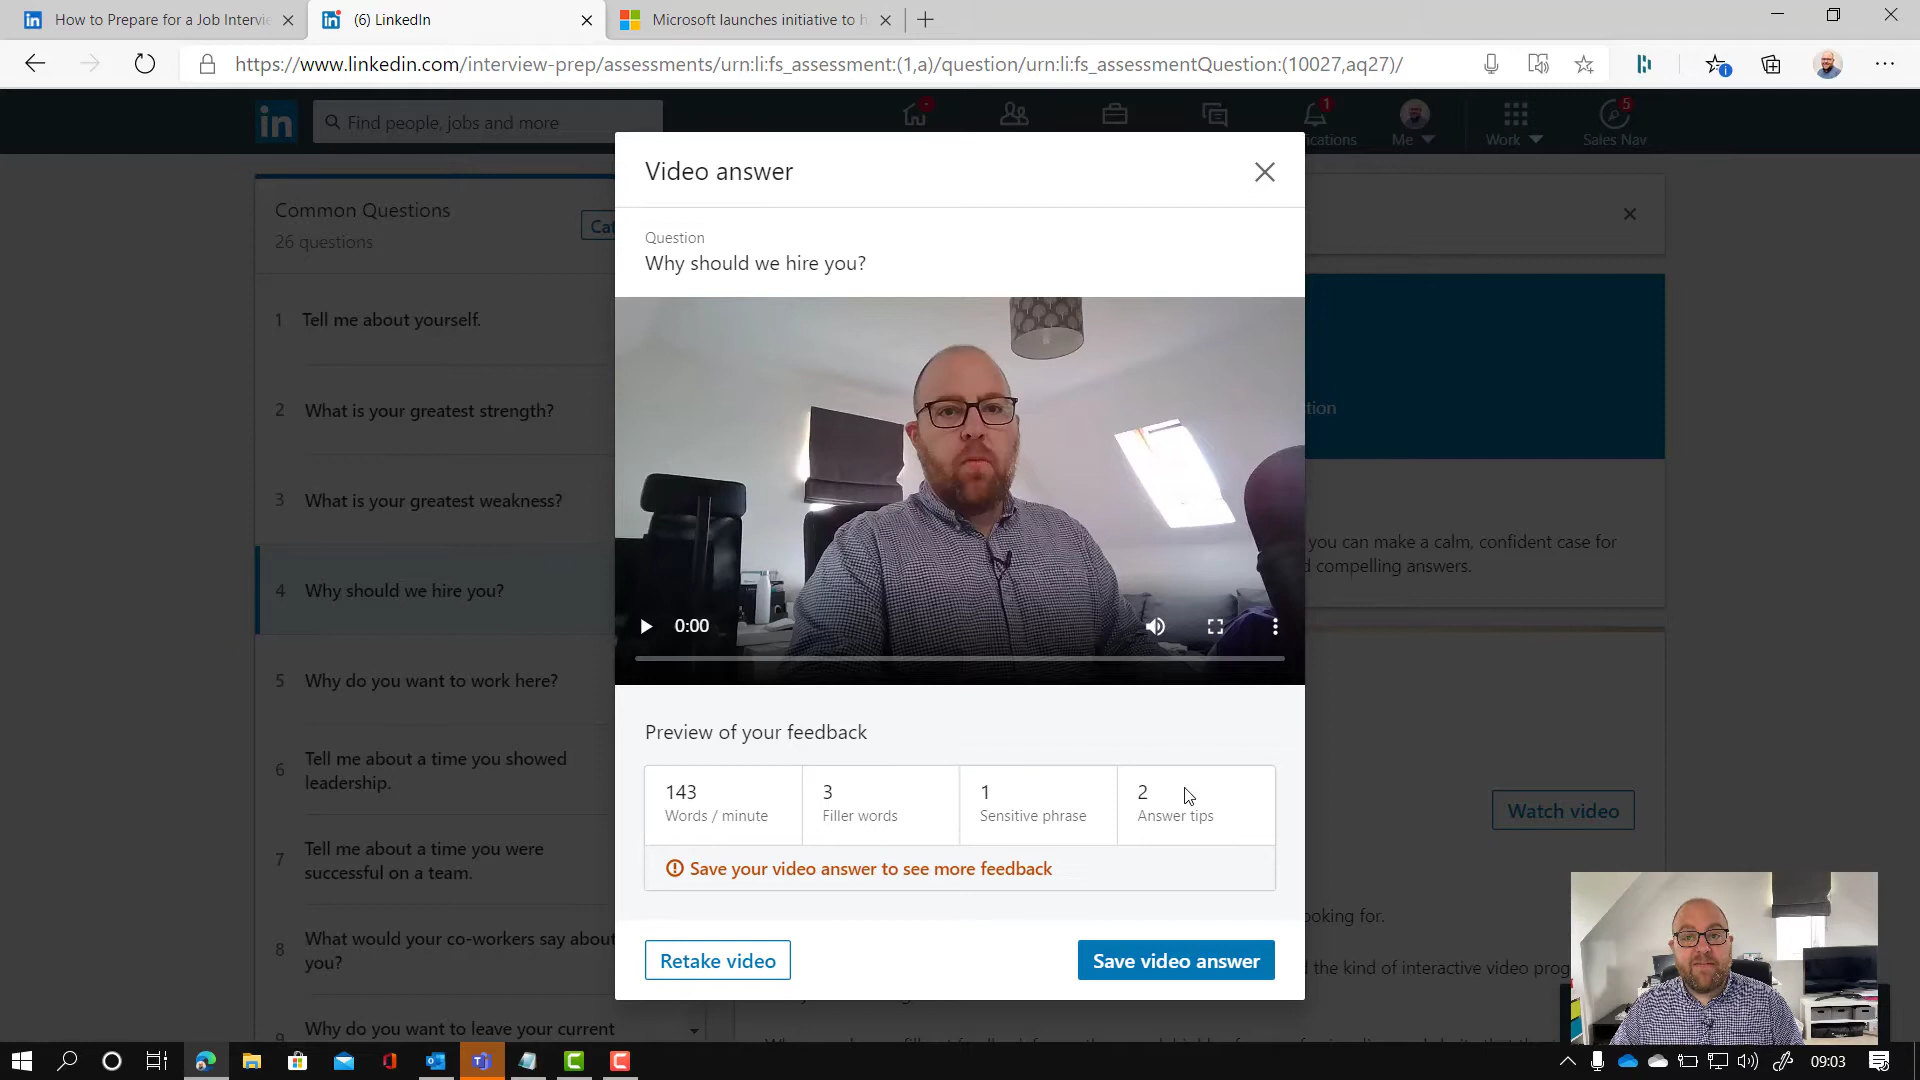 How to Prepare for a Job Intervie
(6) LinkedIn
Microsoft launches initiative to h
https://www.linkedin.com/interview-prep/assessments/urn:li:fs_assessment:(1,a)/question/urn:li:fs_assessmentQuestion:(10027,aq27)/
in
Find people, jobs and more
1
ications
Me
Work
5
Sales Nav
Common Questions
26 questions
Cat
1 Tell me about yourself.
2 What is your greatest strength?
3 What is your greatest weakness?
4 Why should we hire you?
5 Why do you want to work here?
6 Tell me about a time you showed
leadership.
7 Tell me about a time you were
successful on a team.
8 What would your co-workers say about
you?
9 Why do you want to leave your current
Video answer
Question
Why should we hire you?
0:00
Preview of your feedback
143
Words / minute
3
Filler words
1
Sensitive phrase
2
Answer tips
Save your video answer to see more feedback
Retake video
Save video answer
tion
you can make a calm, confident case for
d compelling answers.
Watch video
ooking for.
d the kind of interactive video prog
09:03